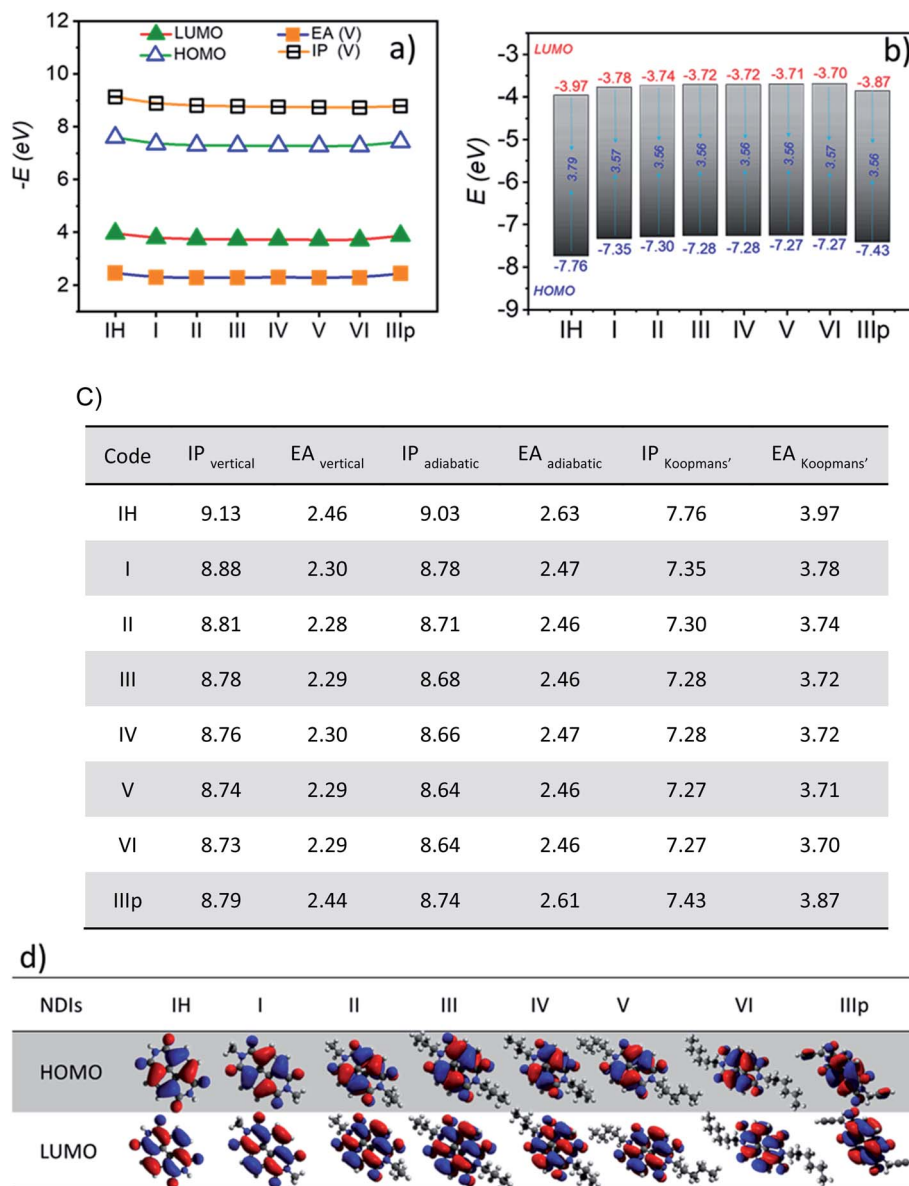 a)
LUMO EA (V)
HOMO IP (V)
12
10
8
6
4
2
-E (eV)
IH I II III IV V VI IIIp
b)
LUMO
-3.97 -3.78 -3.74 -3.72 -3.72 -3.71 -3.70 -3.87
3.79 3.57 3.56 3.56 3.56 3.56 3.57 3.56
-7.76 -7.35 -7.30 -7.28 -7.28 -7.27 -7.27 -7.43
HOMO
-3
-4
-5
-6
-7
-8
-9
E (eV)
IH I II III IV V VI IIIp
C)
Code IP vertical EA vertical IP adiabatic EA adiabatic IP Koopmans' EA Koopmans'
IH 9.13 2.46 9.03 2.63 7.76 3.97
I 8.88 2.30 8.78 2.47 7.35 3.78
II 8.81 2.28 8.71 2.46 7.30 3.74
III 8.78 2.29 8.68 2.46 7.28 3.72
IV 8.76 2.30 8.66 2.47 7.28 3.72
V 8.74 2.29 8.64 2.46 7.27 3.71
VI 8.73 2.29 8.64 2.46 7.27 3.70
IIIp 8.79 2.44 8.74 2.61 7.43 3.87
d)
NDIs IH I II III IV V VI IIIp
HOMO
LUMO